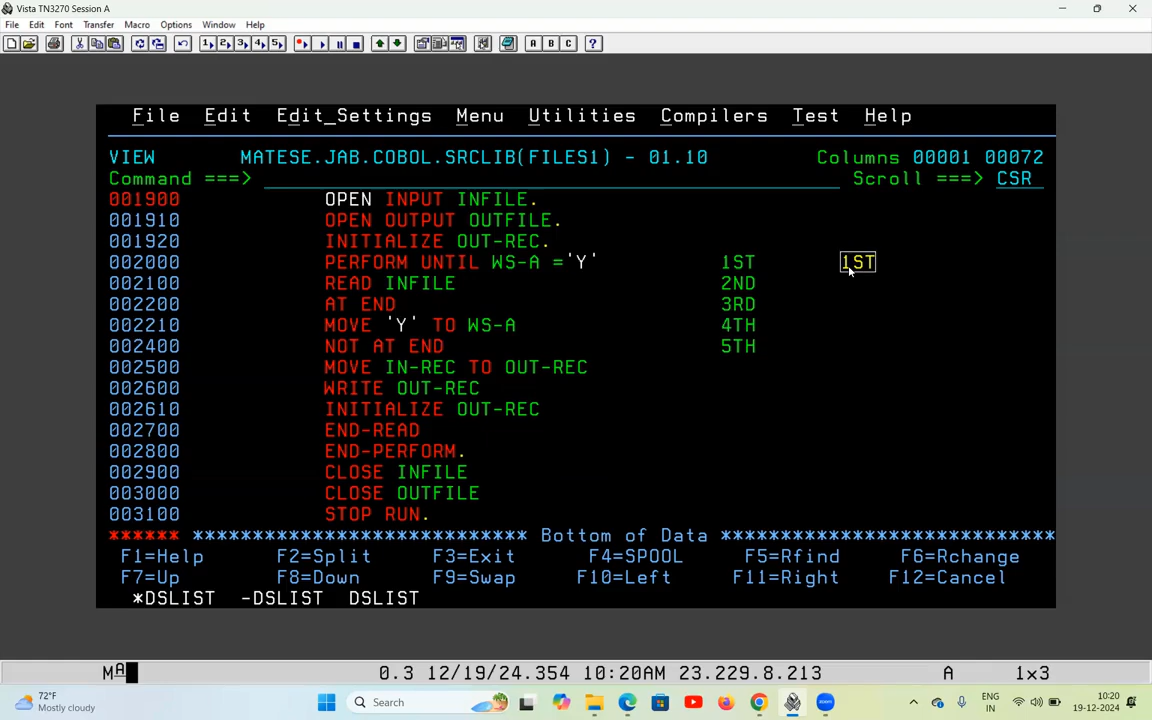 Vista TN3270 Session A
File Edit Font Transfer Macro Options Window Help
1 2 3 4 5 A B C ?
File Edit Edit_Settings Menu Utilities Compilers Test Help
VIEW MATESE.JAB.COBOL.SRCLIB(FILES1) - 01.10 Columns 00001 00072
Command ===> Scroll ===> CSR
001900 OPEN INPUT INFILE.
001910 OPEN OUTPUT OUTFILE.
001920 INITIALIZE OUT-REC.
002000 PERFORM UNTIL WS-A ='Y' 1ST 1ST
002100 READ INFILE 2ND
002200 AT END 3RD
002210 MOVE 'Y' TO WS-A 4TH
002400 NOT AT END 5TH
002500 MOVE IN-REC TO OUT-REC
002600 WRITE OUT-REC
002610 INITIALIZE OUT-REC
002700 END-READ
002800 END-PERFORM.
002900 CLOSE INFILE
003000 CLOSE OUTFILE
003100 STOP RUN.
****** **************************** Bottom of Data ****************************
F1=Help F2=Split F3=Exit F4=SPOOL F5=Rfind F6=Rchange
F7=Up F8=Down F9=Swap F10=Left F11=Right F12=Cancel
*DSLIST -DSLIST DSLIST
MA 0.3 12/19/24.354 10:20AM 23.229.8.213 A 1x3
72°F
Mostly cloudy
Search
ENG
IN
10:20
19-12-2024